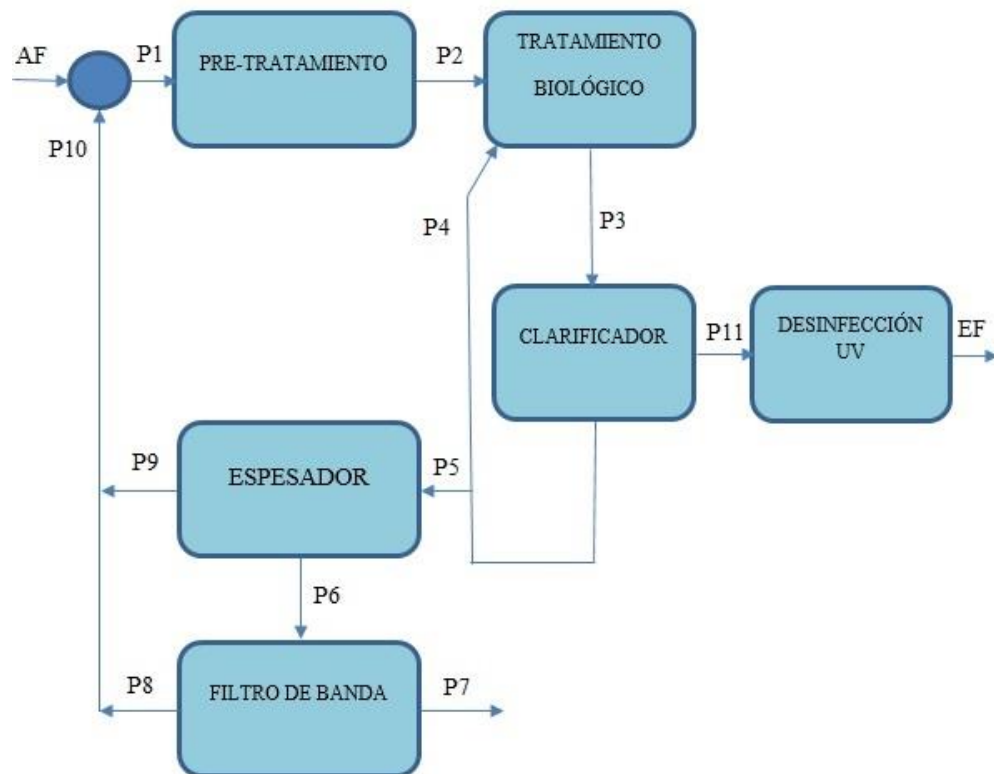 AF
P1
PRE-TRATAMIENTO
P2
TRATAMIENTO
BIOLÓGICO
P10
P4
P3
CLARIFICADOR
P11
DESINFECCIÓN
UV
EF
P9
ESPESADOR
P5
P6
P8
FILTRO DE BANDA
P7